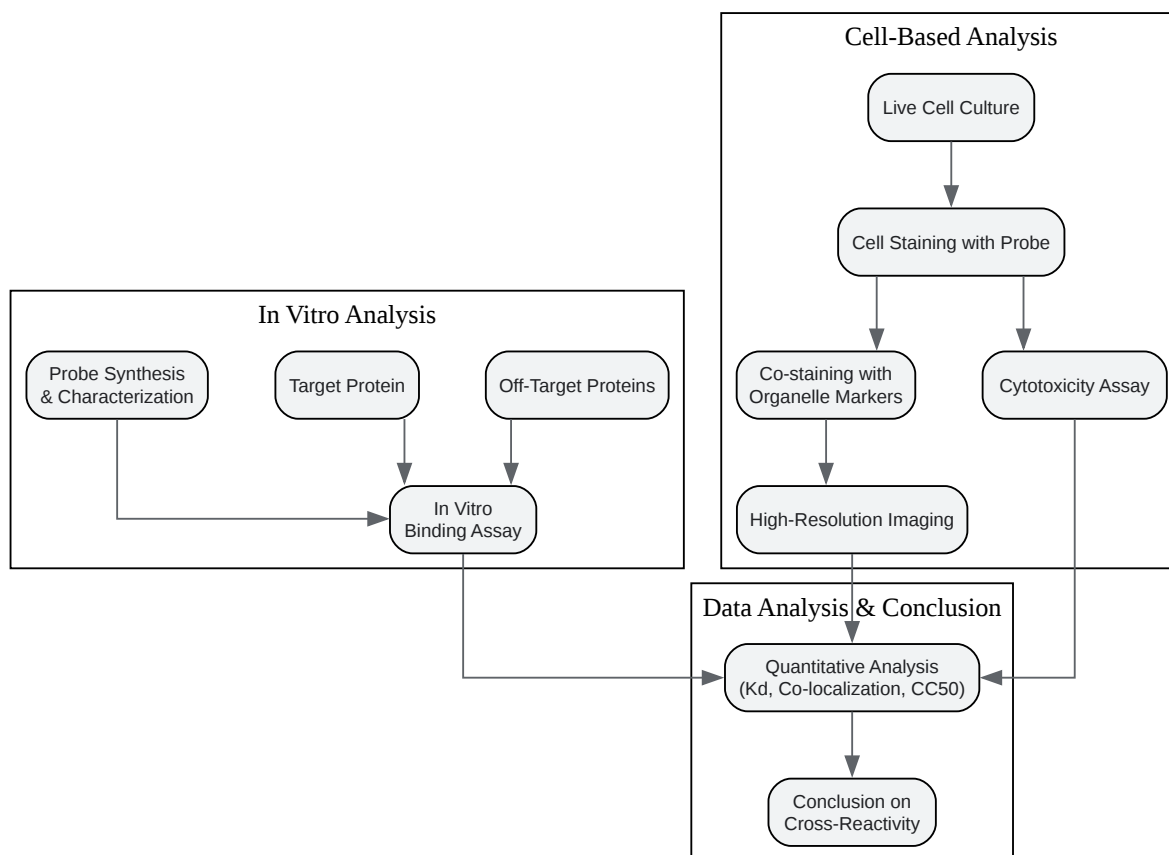 Cell-Based Analysis
Live Cell Culture
Cell Staining with Probe
In Vitro Analysis
Probe Synthesis
& Characterization
Target Protein
Off-Target Proteins
Co-staining with
Organelle Markers
Cytotoxicity Assay
In Vitro
Binding Assay
High-Resolution Imaging
Data Analysis & Conclusion
Quantitative Analysis
(Kd, Co-localization, CC50)
Conclusion on
Cross-Reactivity